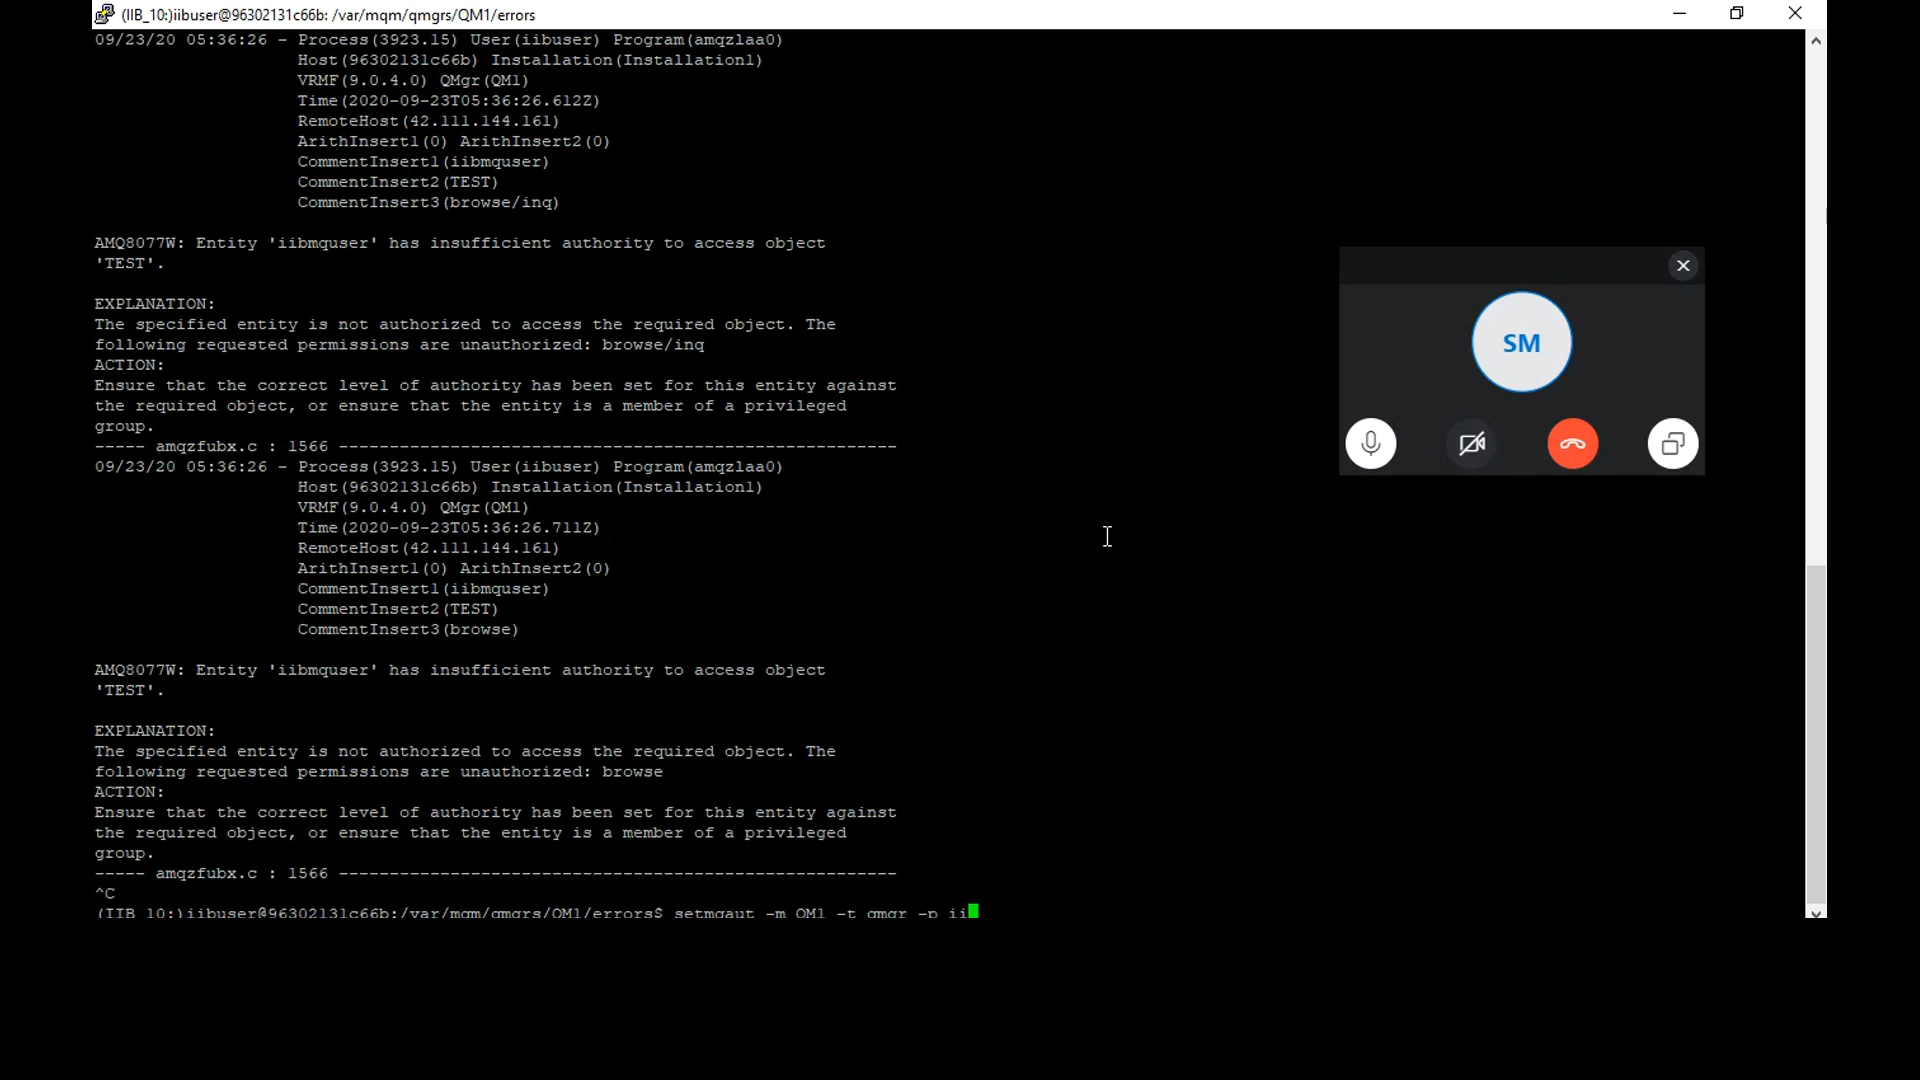 (IIB_10:)iibuser@96302131c66b: /var/mqm/qmgrs/QM1/errors
09/23/20 05:36:26 - Process(3923.15) User(iibuser) Program(amqzlaa0)
Host(96302131c66b) Installation(Installation1)
VRMF(9.0.4.0) QMgr(QM1)
Time(2020-09-23T05:36:26.612Z)
RemoteHost(42.111.144.161)
ArithInsert1(0) ArithInsert2(0)
CommentInsert1(iibmquser)
CommentInsert2(TEST)
CommentInsert3(browse/inq)
AMQ8077W: Entity 'iibmquser' has insufficient authority to access object
'TEST'.
EXPLANATION:
The specified entity is not authorized to access the required object. The
following requested permissions are unauthorized: browse/inq
ACTION:
Ensure that the correct level of authority has been set for this entity against
the required object, or ensure that the entity is a member of a privileged
group.
----- amqzfubx.c : 1566 -------------------------------------------------------
09/23/20 05:36:26 - Process(3923.15) User(iibuser) Program(amqzlaa0)
Host(96302131c66b) Installation(Installation1)
VRMF(9.0.4.0) QMgr(QM1)
Time(2020-09-23T05:36:26.711Z)
RemoteHost(42.111.144.161)
ArithInsert1(0) ArithInsert2(0)
CommentInsert1(iibmquser)
CommentInsert2(TEST)
CommentInsert3(browse)
AMQ8077W: Entity 'iibmquser' has insufficient authority to access object
'TEST'.
EXPLANATION:
The specified entity is not authorized to access the required object. The
following requested permissions are unauthorized: browse
ACTION:
Ensure that the correct level of authority has been set for this entity against
the required object, or ensure that the entity is a member of a privileged
group.
----- amqzfubx.c : 1566 -------------------------------------------------------
^C
(IIB_10:)iibuser@96302131c66b:/var/mqm/qmgrs/QM1/errors$ setmqaut -m QM1 -t qmgr -p ii
SM